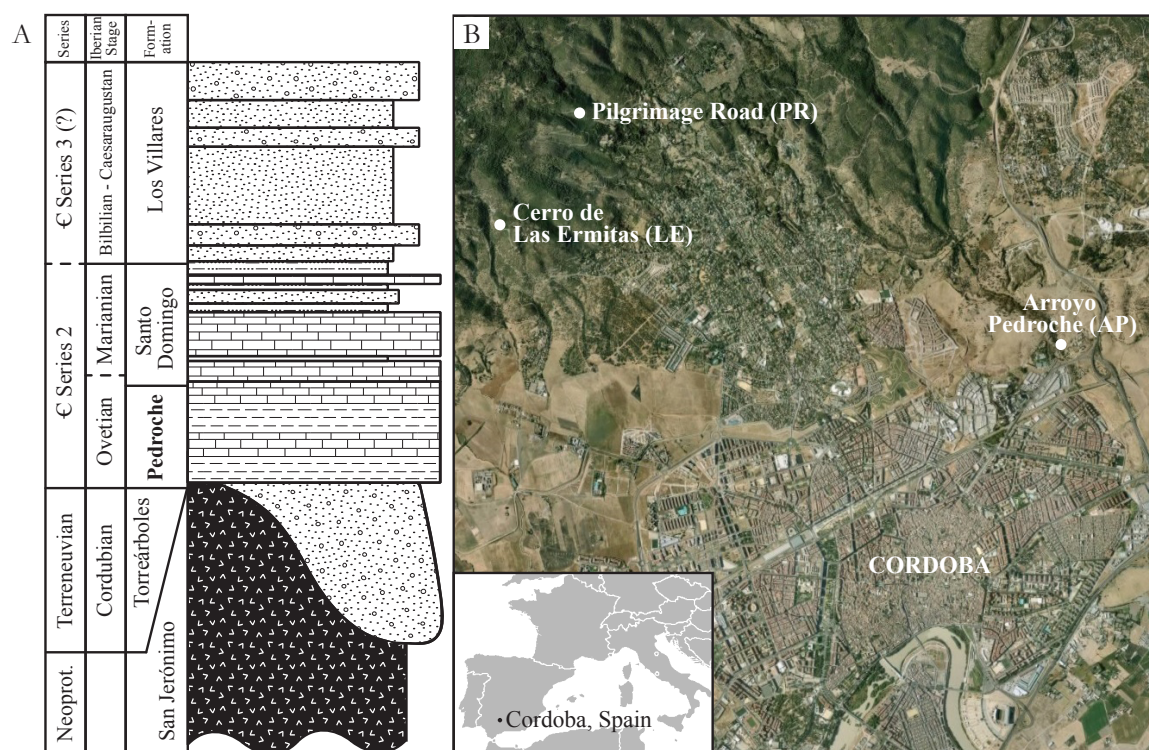 A
Series
Iberian
Stage
Form-
ation
Є Series 3 (?)
Bilbilian - Caesaraugustan
Los Villares
Є Series 2
Marianian
Santo
Domingo
Ovetian
Pedroche
Terreneuvian
Cordubian
Torreárboles
Neoprot.
San Jerónimo
B
Pilgrimage Road (PR)
Cerro de
Las Ermitas (LE)
Arroyo
Pedroche (AP)
CORDOBA
Cordoba, Spain